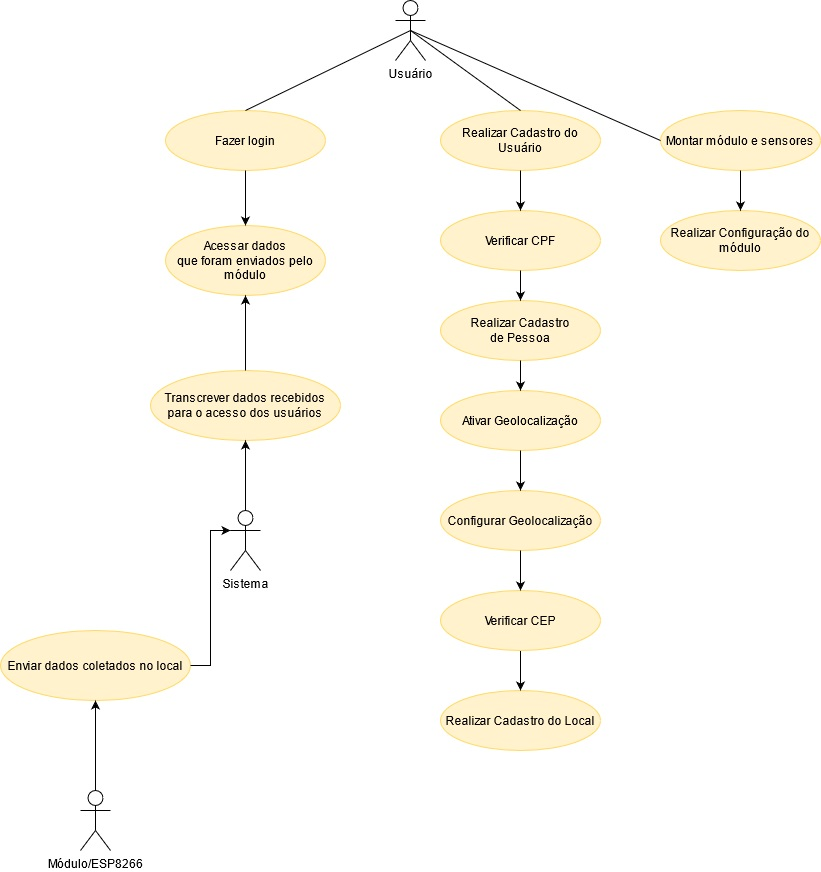 Usuário
Fazer login
Realizar Cadastro do
Usuário
Montar módulo e sensores
Acessar dados
que foram enviados pelo
módulo
Verificar CPF
Realizar Configuração do
módulo
Realizar Cadastro
de Pessoa
Transcrever dados recebidos
para o acesso dos usuários
Ativar Geolocalização
Configurar Geolocalização
Sistema
Verificar CEP
Enviar dados coletados no local
Realizar Cadastro do Local
Módulo/ESP8266